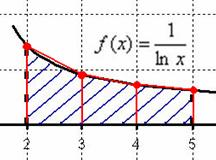 f(x) = 1/ln x
2 3 4 5